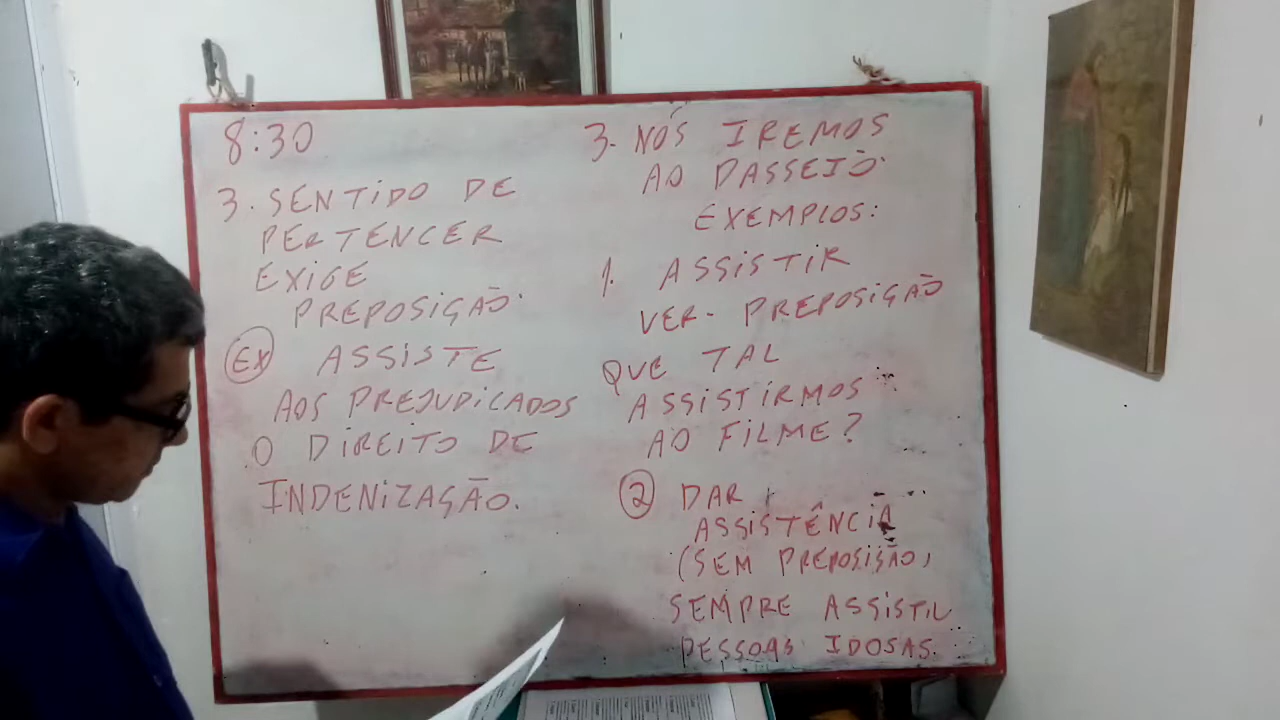 8:30
3. SENTIDO DE
PERTENCER
EXIGE
PREPOSIÇÃO.
EX ASSISTE
AOS PREJUDICADOS
O DIREITO DE
INDENIZAÇÃO.
3. NÓS IREMOS
AO PASSEIO.
EXEMPLOS:
1. ASSISTIR
VER - PREPOSIÇÃO
QUE TAL
ASSISTIRMOS
AO FILME?
2 DAR
ASSISTÊNCIA
(SEM PREPOSIÇÃO)
SEMPRE ASSISTIU
PESSOAS IDOSAS.